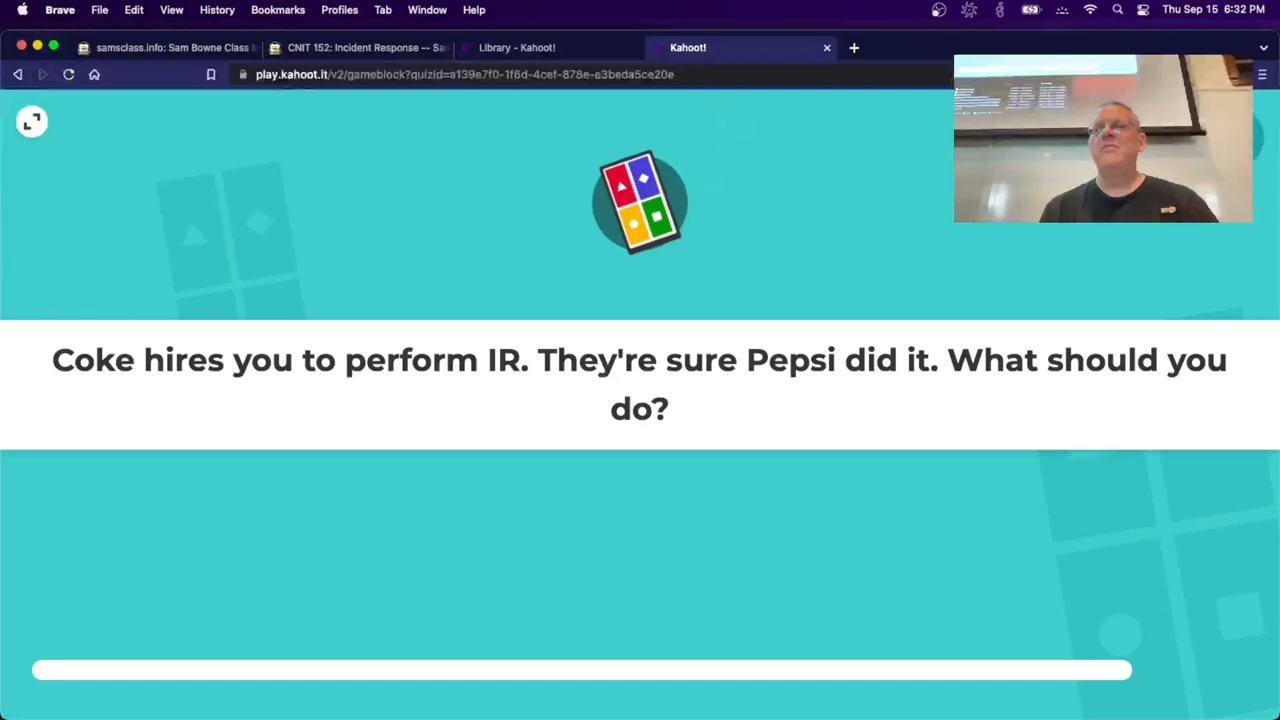 Brave File Edit View History Bookmarks Profiles Tab Window Help Thu Sep 15 6:32 PM
samsclass.info: Sam Bowne Class I CNIT 152: Incident Response -- Sa Library - Kahoot! Kahoot!
play.kahoot.it/v2/gameblock?quizId=a139e7f0-1f6d-4cef-878e-e3beda5ce20e
Coke hires you to perform IR. They're sure Pepsi did it. What should you
do?